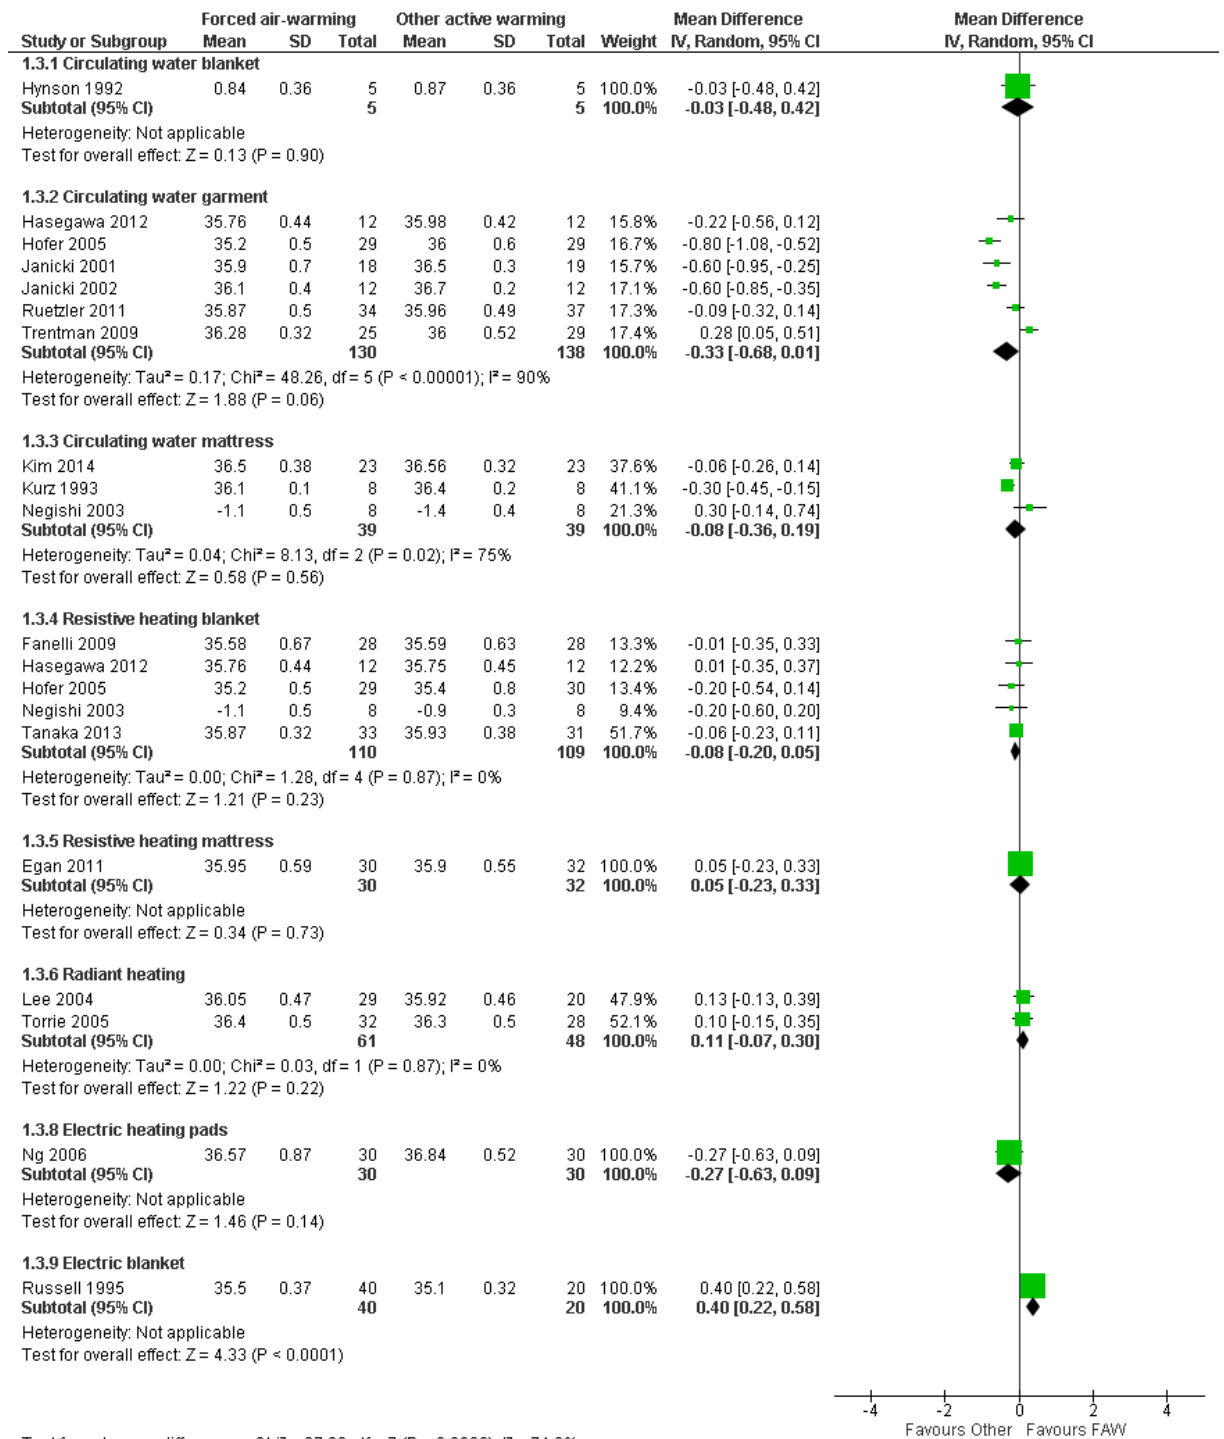 Forced air-warming Other active warming Mean Difference Mean Difference
Study or Subgroup Mean SD Total Mean SD Total Weight IV, Random, 95% CI IV, Random, 95% CI
1.3.1 Circulating water blanket
Hynson 1992 0.84 0.36 5 0.87 0.36 5 100.0% -0.03 [-0.48, 0.42]
Subtotal (95% CI) 5 5 100.0% -0.03 [-0.48, 0.42]
Heterogeneity: Not applicable
Test for overall effect: Z = 0.13 (P = 0.90)
1.3.2 Circulating water garment
Hasegawa 2012 35.76 0.44 12 35.98 0.42 12 15.8% -0.22 [-0.56, 0.12]
Hofer 2005 35.2 0.5 29 36 0.6 29 16.7% -0.80 [-1.08, -0.52]
Janicki 2001 35.9 0.7 18 36.5 0.3 19 15.7% -0.60 [-0.95, -0.25]
Janicki 2002 36.1 0.4 12 36.7 0.2 12 17.1% -0.60 [-0.85, -0.35]
Ruetzler 2011 35.87 0.5 34 35.96 0.49 37 17.3% -0.09 [-0.32, 0.14]
Trentman 2009 36.28 0.32 25 36 0.52 29 17.4% 0.28 [0.05, 0.51]
Subtotal (95% CI) 130 138 100.0% -0.33 [-0.68, 0.01]
Heterogeneity: Tau² = 0.17; Chi² = 48.26, df = 5 (P < 0.00001); I² = 90%
Test for overall effect: Z = 1.88 (P = 0.06)
1.3.3 Circulating water mattress
Kim 2014 36.5 0.38 23 36.56 0.32 23 37.6% -0.06 [-0.26, 0.14]
Kurz 1993 36.1 0.1 8 36.4 0.2 8 41.1% -0.30 [-0.45, -0.15]
Negishi 2003 -1.1 0.5 8 -1.4 0.4 8 21.3% 0.30 [-0.14, 0.74]
Subtotal (95% CI) 39 39 100.0% -0.08 [-0.36, 0.19]
Heterogeneity: Tau² = 0.04; Chi² = 8.13, df = 2 (P = 0.02); I² = 75%
Test for overall effect: Z = 0.58 (P = 0.56)
1.3.4 Resistive heating blanket
Fanelli 2009 35.58 0.67 28 35.59 0.63 28 13.3% -0.01 [-0.35, 0.33]
Hasegawa 2012 35.76 0.44 12 35.75 0.45 12 12.2% 0.01 [-0.35, 0.37]
Hofer 2005 35.2 0.5 29 35.4 0.8 30 13.4% -0.20 [-0.54, 0.14]
Negishi 2003 -1.1 0.5 8 -0.9 0.3 8 9.4% -0.20 [-0.60, 0.20]
Tanaka 2013 35.87 0.32 33 35.93 0.38 31 51.7% -0.06 [-0.23, 0.11]
Subtotal (95% CI) 110 109 100.0% -0.08 [-0.20, 0.05]
Heterogeneity: Tau² = 0.00; Chi² = 1.28, df = 4 (P = 0.87); I² = 0%
Test for overall effect: Z = 1.21 (P = 0.23)
1.3.5 Resistive heating mattress
Egan 2011 35.95 0.59 30 35.9 0.55 32 100.0% 0.05 [-0.23, 0.33]
Subtotal (95% CI) 30 32 100.0% 0.05 [-0.23, 0.33]
Heterogeneity: Not applicable
Test for overall effect: Z = 0.34 (P = 0.73)
1.3.6 Radiant heating
Lee 2004 36.05 0.47 29 35.92 0.46 20 47.9% 0.13 [-0.13, 0.39]
Torrie 2005 36.4 0.5 32 36.3 0.5 28 52.1% 0.10 [-0.15, 0.35]
Subtotal (95% CI) 61 48 100.0% 0.11 [-0.07, 0.30]
Heterogeneity: Tau² = 0.00; Chi² = 0.03, df = 1 (P = 0.87); I² = 0%
Test for overall effect: Z = 1.22 (P = 0.22)
1.3.8 Electric heating pads
Ng 2006 36.57 0.87 30 36.84 0.52 30 100.0% -0.27 [-0.63, 0.09]
Subtotal (95% CI) 30 30 100.0% -0.27 [-0.63, 0.09]
Heterogeneity: Not applicable
Test for overall effect: Z = 1.46 (P = 0.14)
1.3.9 Electric blanket
Russell 1995 35.5 0.37 40 35.1 0.32 20 100.0% 0.40 [0.22, 0.58]
Subtotal (95% CI) 40 20 100.0% 0.40 [0.22, 0.58]
Heterogeneity: Not applicable
Test for overall effect: Z = 4.33 (P < 0.0001)
-4 -2 0 2 4
Favours Other Favours FAW